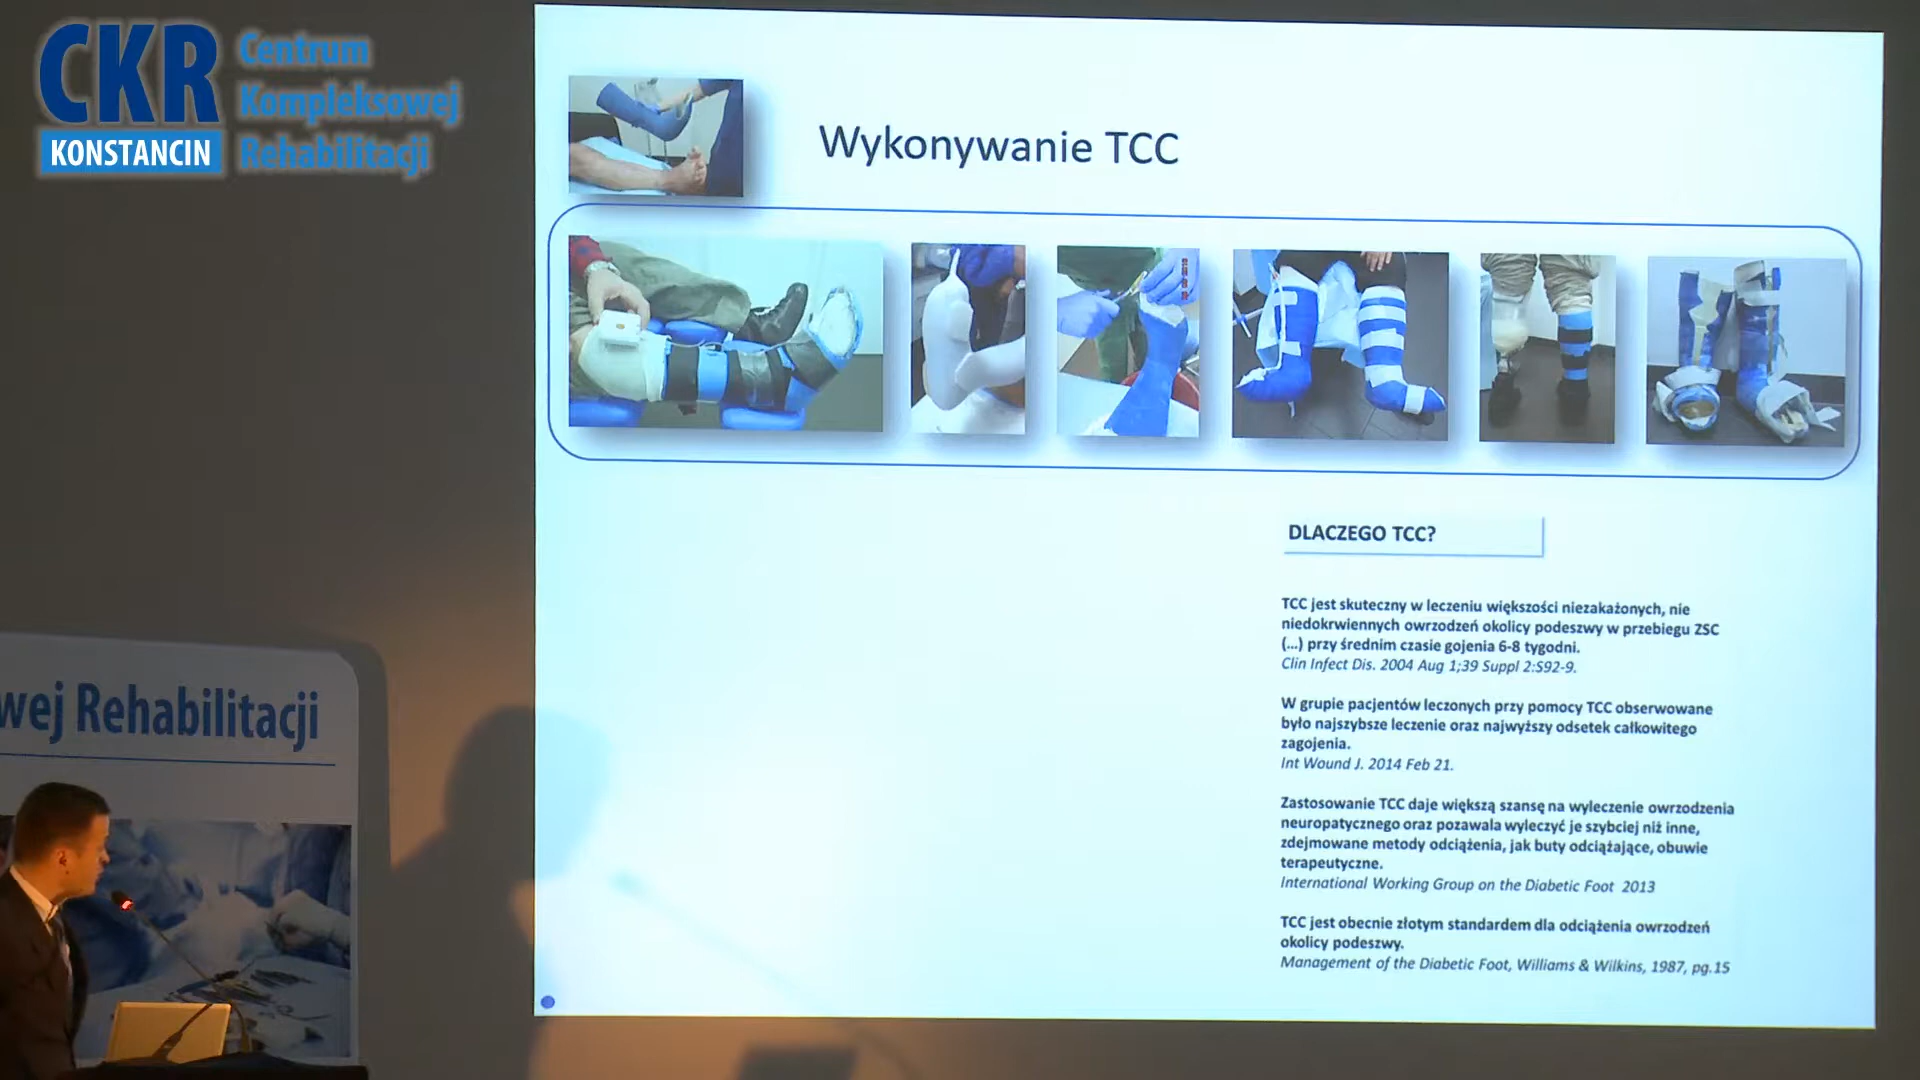 CKR
KONSTANCIN
Centrum
Kompleksowej
Rehabilitacji
Wykonywanie TCC
DLACZEGO TCC?
TCC jest skuteczny w leczeniu większości niezakażonych, nie
niedokrwiennych owrzodzeń okolicy podeszwy w przebiegu ZSC
(...) przy średnim czasie gojenia 6-8 tygodni.
Clin Infect Dis. 2004 Aug 1;39 Suppl 2:S92-9.
W grupie pacjentów leczonych przy pomocy TCC obserwowane
było najszybsze leczenie oraz najwyższy odsetek całkowitego
zagojenia.
Int Wound J. 2014 Feb 21.
Zastosowanie TCC daje większą szansę na wyleczenie owrzodzenia
neuropatycznego oraz pozawala wyleczyć je szybciej niż inne,
zdejmowane metody odciążenia, jak buty odciążające, obuwie
terapeutyczne.
International Working Group on the Diabetic Foot 2013
TCC jest obecnie złotym standardem dla odciążenia owrzodzeń
okolicy podeszwy.
Management of the Diabetic Foot, Williams & Wilkins, 1987, pg.15
wej Rehabilitacji